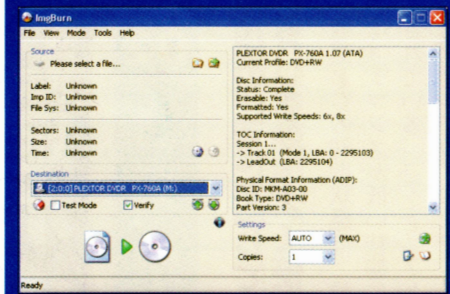 ImgBurn
File View Mode Tools Help
Source
Please select a file...
Label: Unknown
Imp ID: Unknown
File Sys: Unknown
Sectors: Unknown
Size: Unknown
Time: Unknown
Destination
[2:0:0] PLEXTOR DVDR PX-760A (M:)
Test Mode Verify
PLEXTOR DVDR PX-760A 1.07 (ATA)
Current Profile: DVD+RW
Disc Information:
Status: Complete
Erasable: Yes
Formatted: Yes
Supported Write Speeds: 6x, 8x
TOC Information:
Session 1...
-> Track 01 (Mode 1, LBA: 0 - 2295103)
-> LeadOut (LBA: 2295104)
Physical Format Information (ADIP):
Disc ID: MKM-A03-00
Book Type: DVD+RW
Part Version: 3
Settings
Write Speed: AUTO (MAX)
Copies: 1
Ready